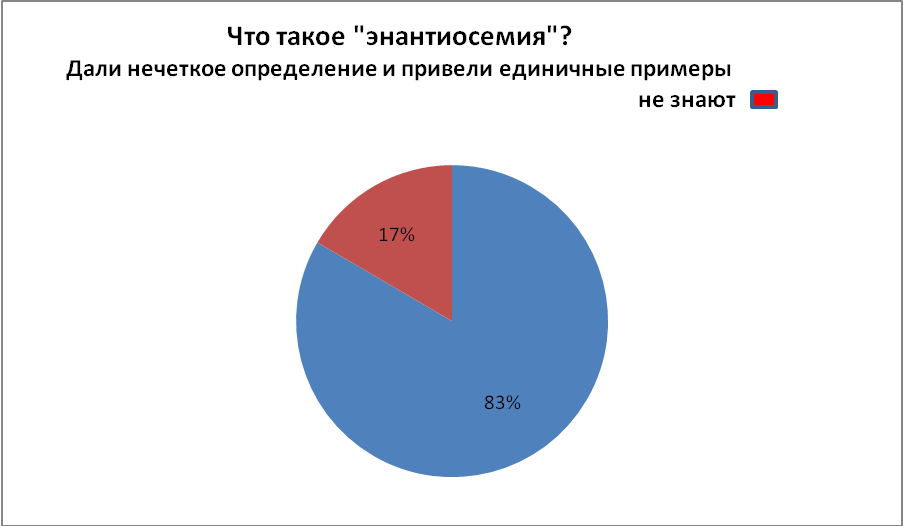 Что такое "энантиосемия"?
Дали нечеткое определение и привели единичные примеры
не знают
17%
83%